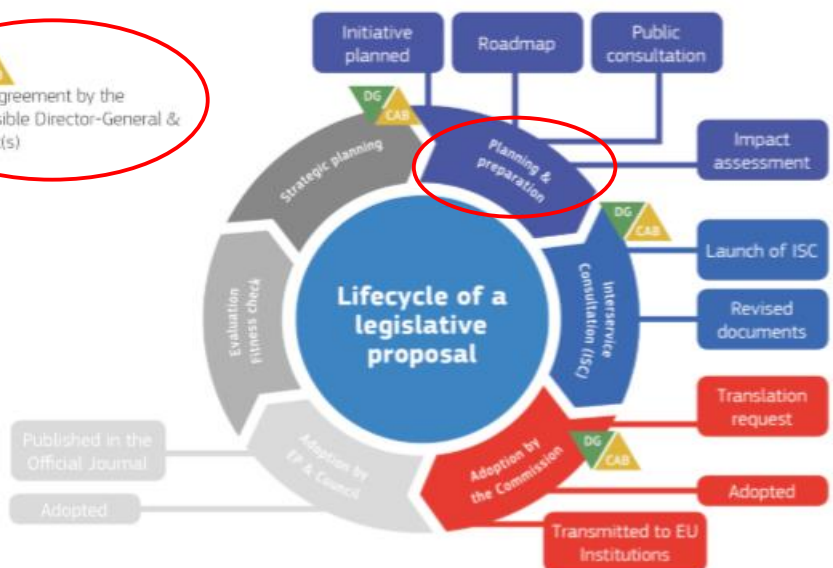 greement by the
sible Director-General &
t(s)
Initiative
planned
Roadmap
Public
consultation
Impact
assessment
DG
CAB
Strategic planning
Planning &
preparation
DG
CAB
Launch of ISC
Interservice
Consultation (ISC)
Revised
documents
Lifecycle of a
legislative
proposal
Evaluation
Fitness check
Translation
request
DG
CAB
Adoption by
the Commission
Adopted
Transmitted to EU
Institutions
Adoption by
EP & Council
Published in the
Official Journal
Adopted